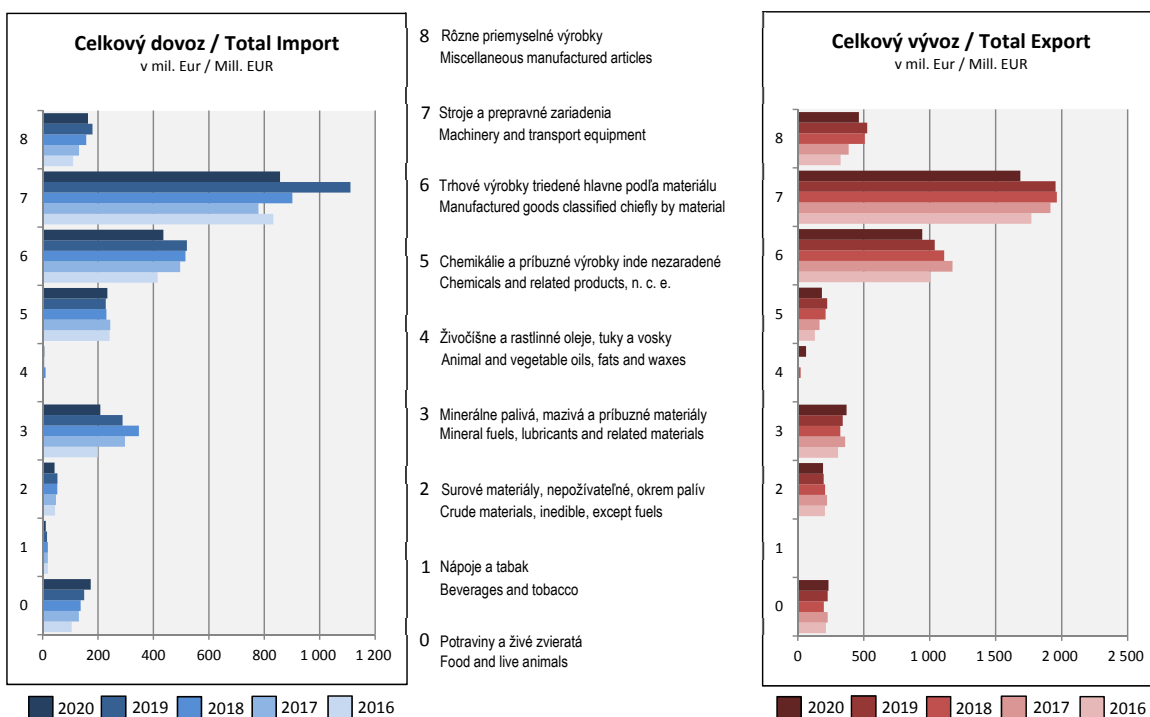 Celkový dovoz / Total Import
v mil. Eur / Mill. EUR
8
7
6
5
4
3
2
1
0
0 200 400 600 800 1 000 1 200
2020 2019 2018 2017 2016
8 Rôzne priemyselné výrobky
Miscellaneous manufactured articles
7 Stroje a prepravné zariadenia
Machinery and transport equipment
6 Trhové výrobky triedené hlavne podľa materiálu
Manufactured goods classified chiefly by material
5 Chemikálie a príbuzné výrobky inde nezaradené
Chemicals and related products, n. c. e.
4 Živočíšne a rastlinné oleje, tuky a vosky
Animal and vegetable oils, fats and waxes
3 Minerálne palivá, mazivá a príbuzné materiály
Mineral fuels, lubricants and related materials
2 Surové materiály, nepožívateľné, okrem palív
Crude materials, inedible, except fuels
1 Nápoje a tabak
Beverages and tobacco
0 Potraviny a živé zvieratá
Food and live animals
Celkový vývoz / Total Export
v mil. Eur / Mill. EUR
8
7
6
5
4
3
2
1
0
0 500 1 000 1 500 2 000 2 500
2020 2019 2018 2017 2016